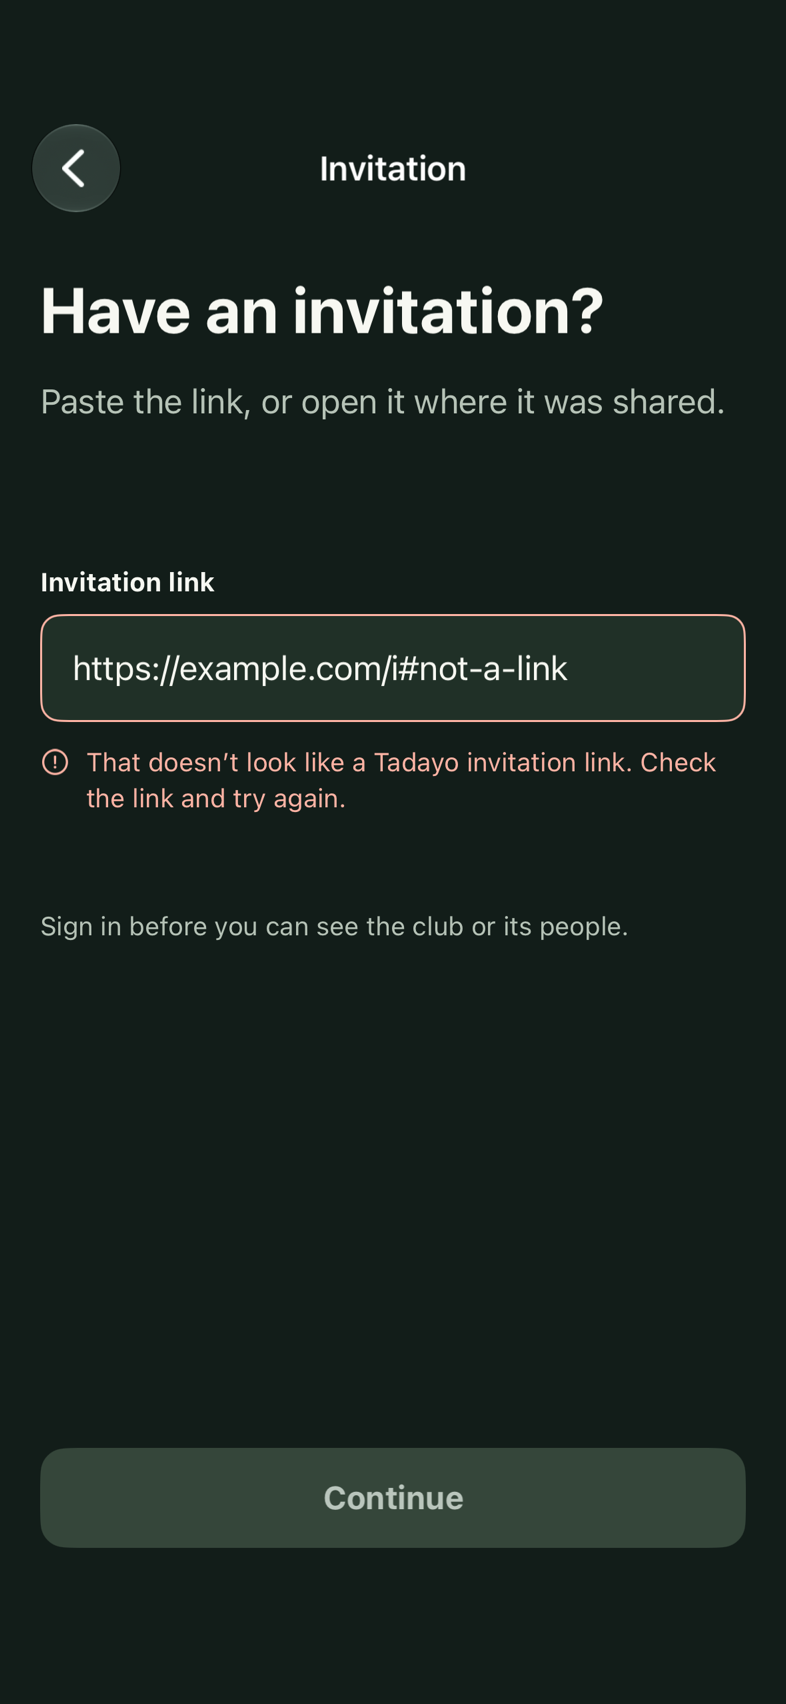 Invitation
Have an invitation?
Paste the link, or open it where it was shared.
Invitation link
https://example.com/i#not-a-link
That doesn’t look like a Tadayo invitation link. Check
the link and try again.
Sign in before you can see the club or its people.
Continue